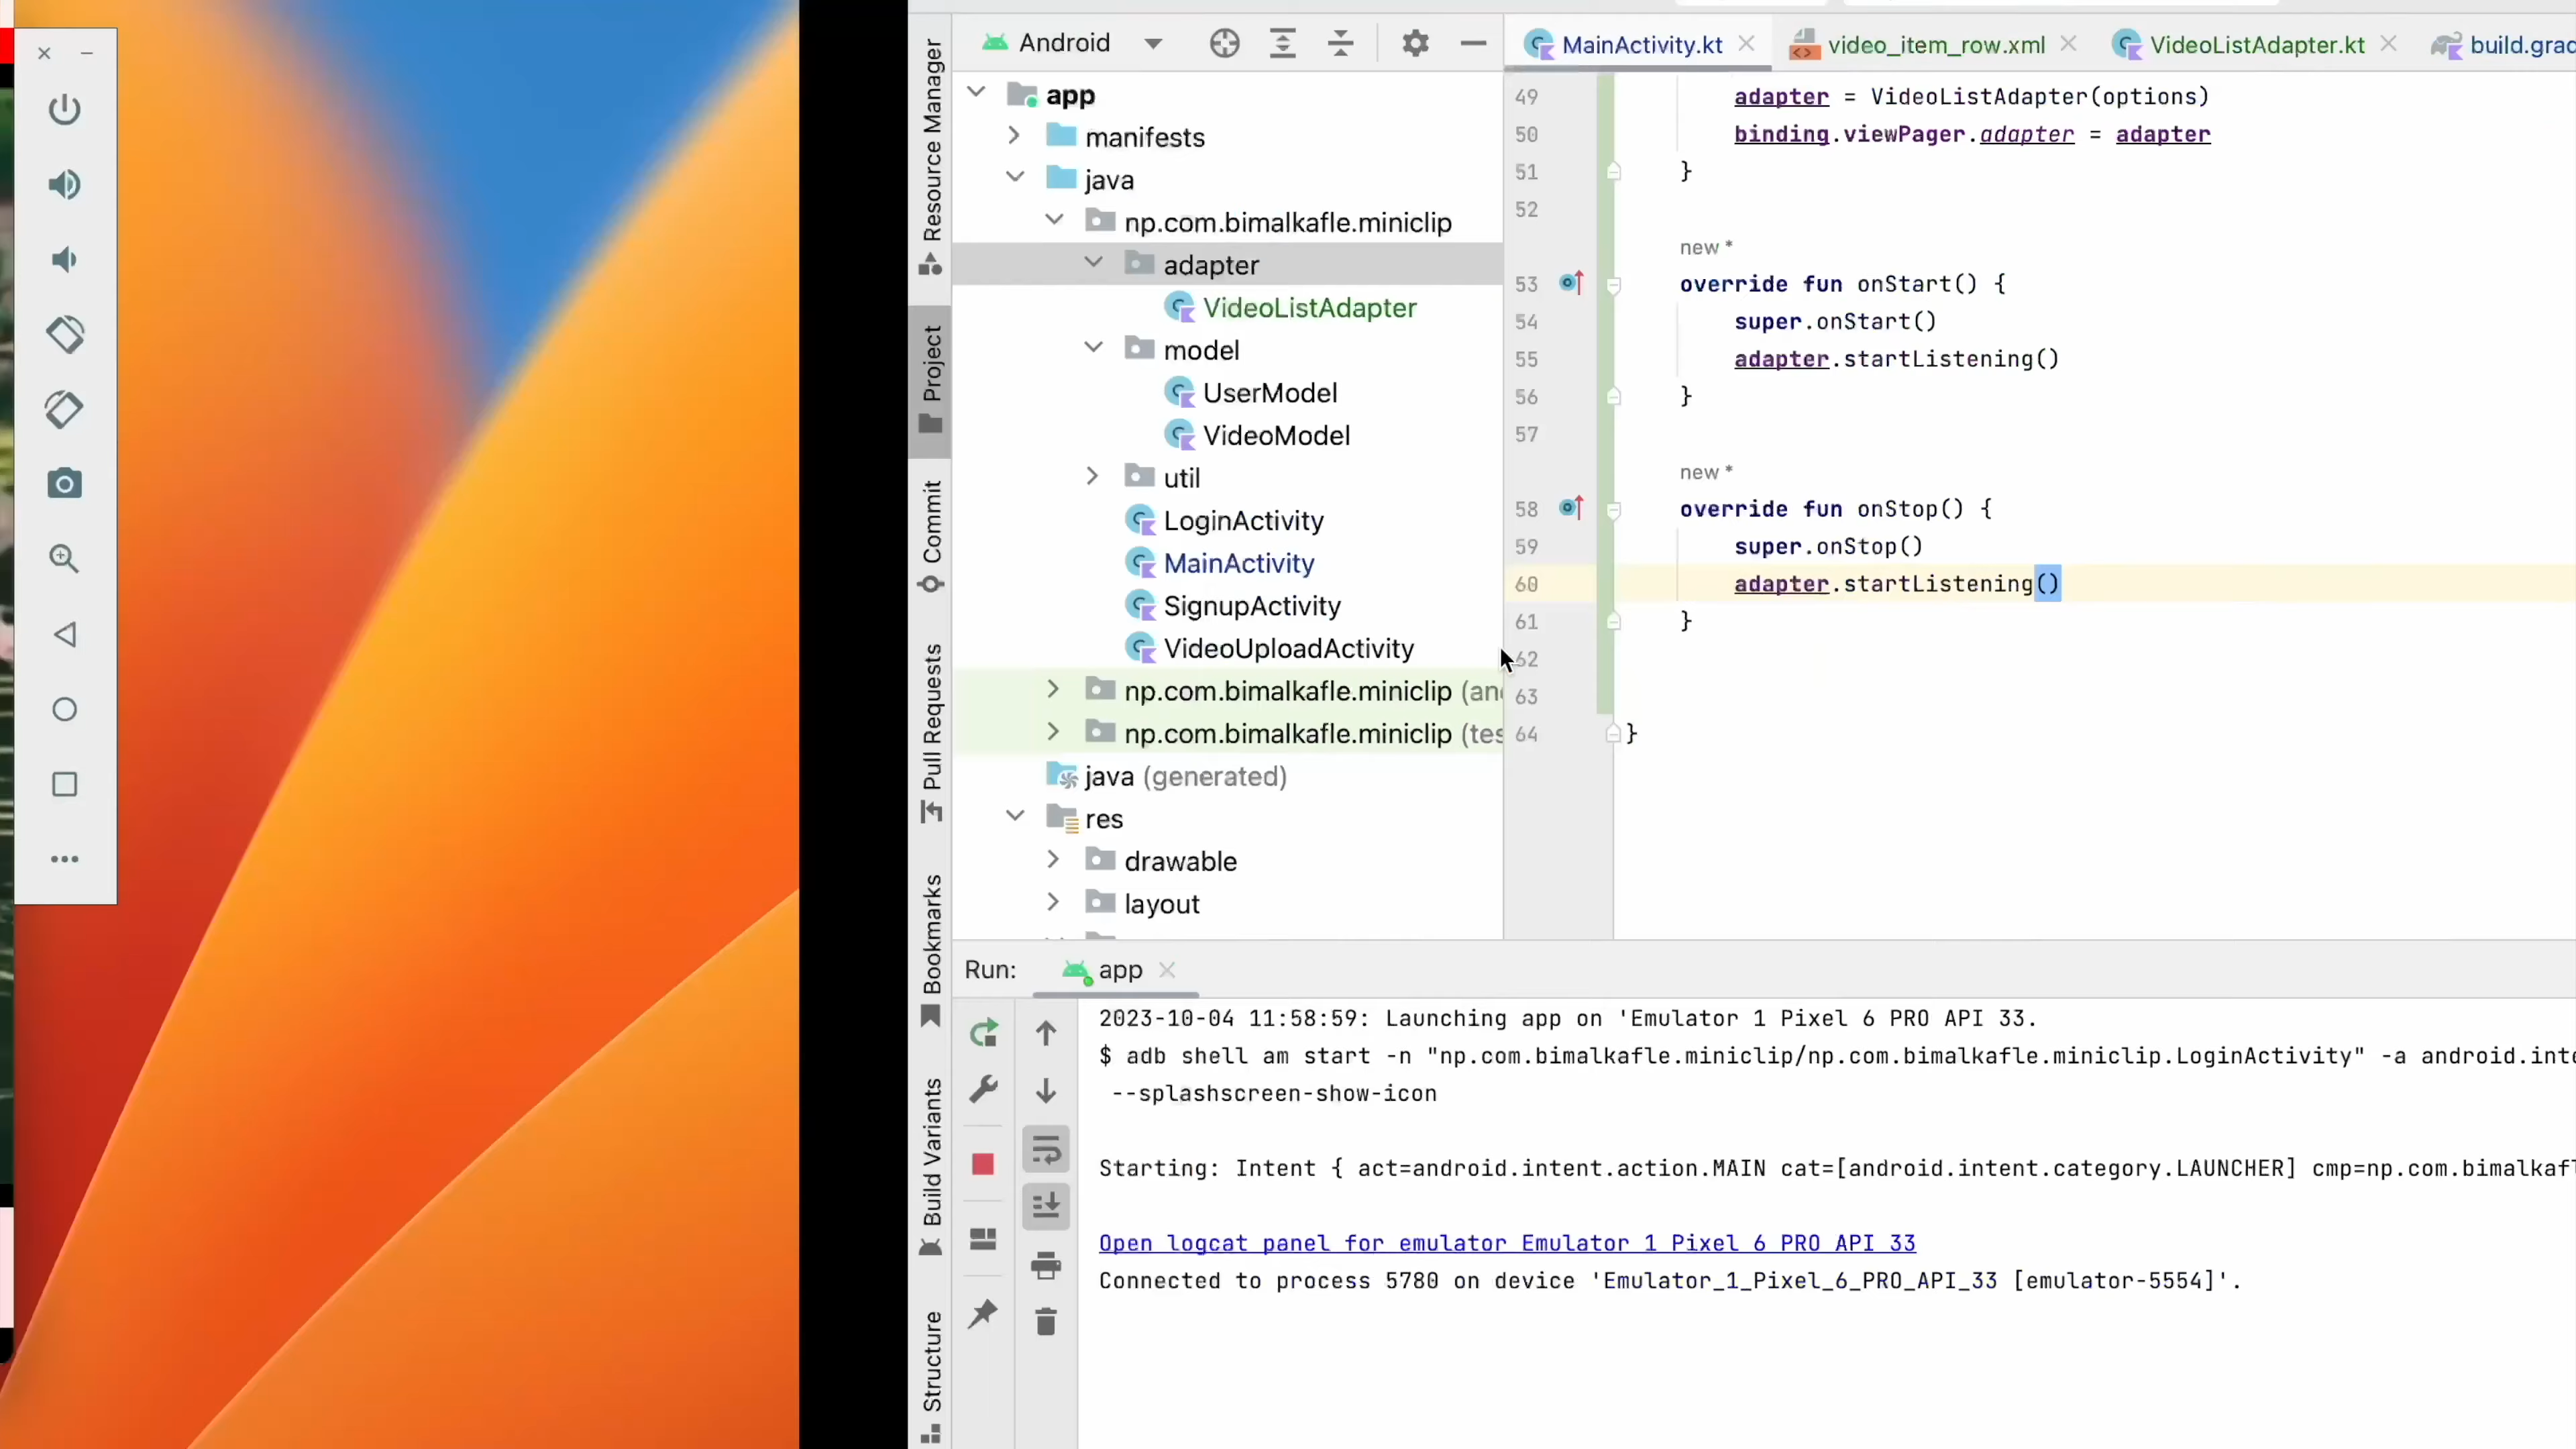 Android
MainActivity.kt
video_item_row.xml
VideoListAdapter.kt
build.grad
Resource Manager
Project
Commit
Pull Requests
Bookmarks
Build Variants
Structure
app
manifests
java
np.com.bimalkafle.miniclip
adapter
VideoListAdapter
model
UserModel
VideoModel
util
LoginActivity
MainActivity
SignupActivity
VideoUploadActivity
np.com.bimalkafle.miniclip (an
np.com.bimalkafle.miniclip (tes
java (generated)
res
drawable
layout
49 adapter = VideoListAdapter(options)
50 binding.viewPager.adapter = adapter
51 }
52
new *
53 override fun onStart() {
54 super.onStart()
55 adapter.startListening()
56 }
57
new *
58 override fun onStop() {
59 super.onStop()
60 adapter.startListening()
61 }
62
63
64 }
Run: app
2023-10-04 11:58:59: Launching app on 'Emulator 1 Pixel 6 PRO API 33.
$ adb shell am start -n "np.com.bimalkafle.miniclip/np.com.bimalkafle.miniclip.LoginActivity" -a android.inte
--splashscreen-show-icon
Starting: Intent { act=android.intent.action.MAIN cat=[android.intent.category.LAUNCHER] cmp=np.com.bimalkafl
Open logcat panel for emulator Emulator 1 Pixel 6 PRO API 33
Connected to process 5780 on device 'Emulator_1_Pixel_6_PRO_API_33 [emulator-5554]'.